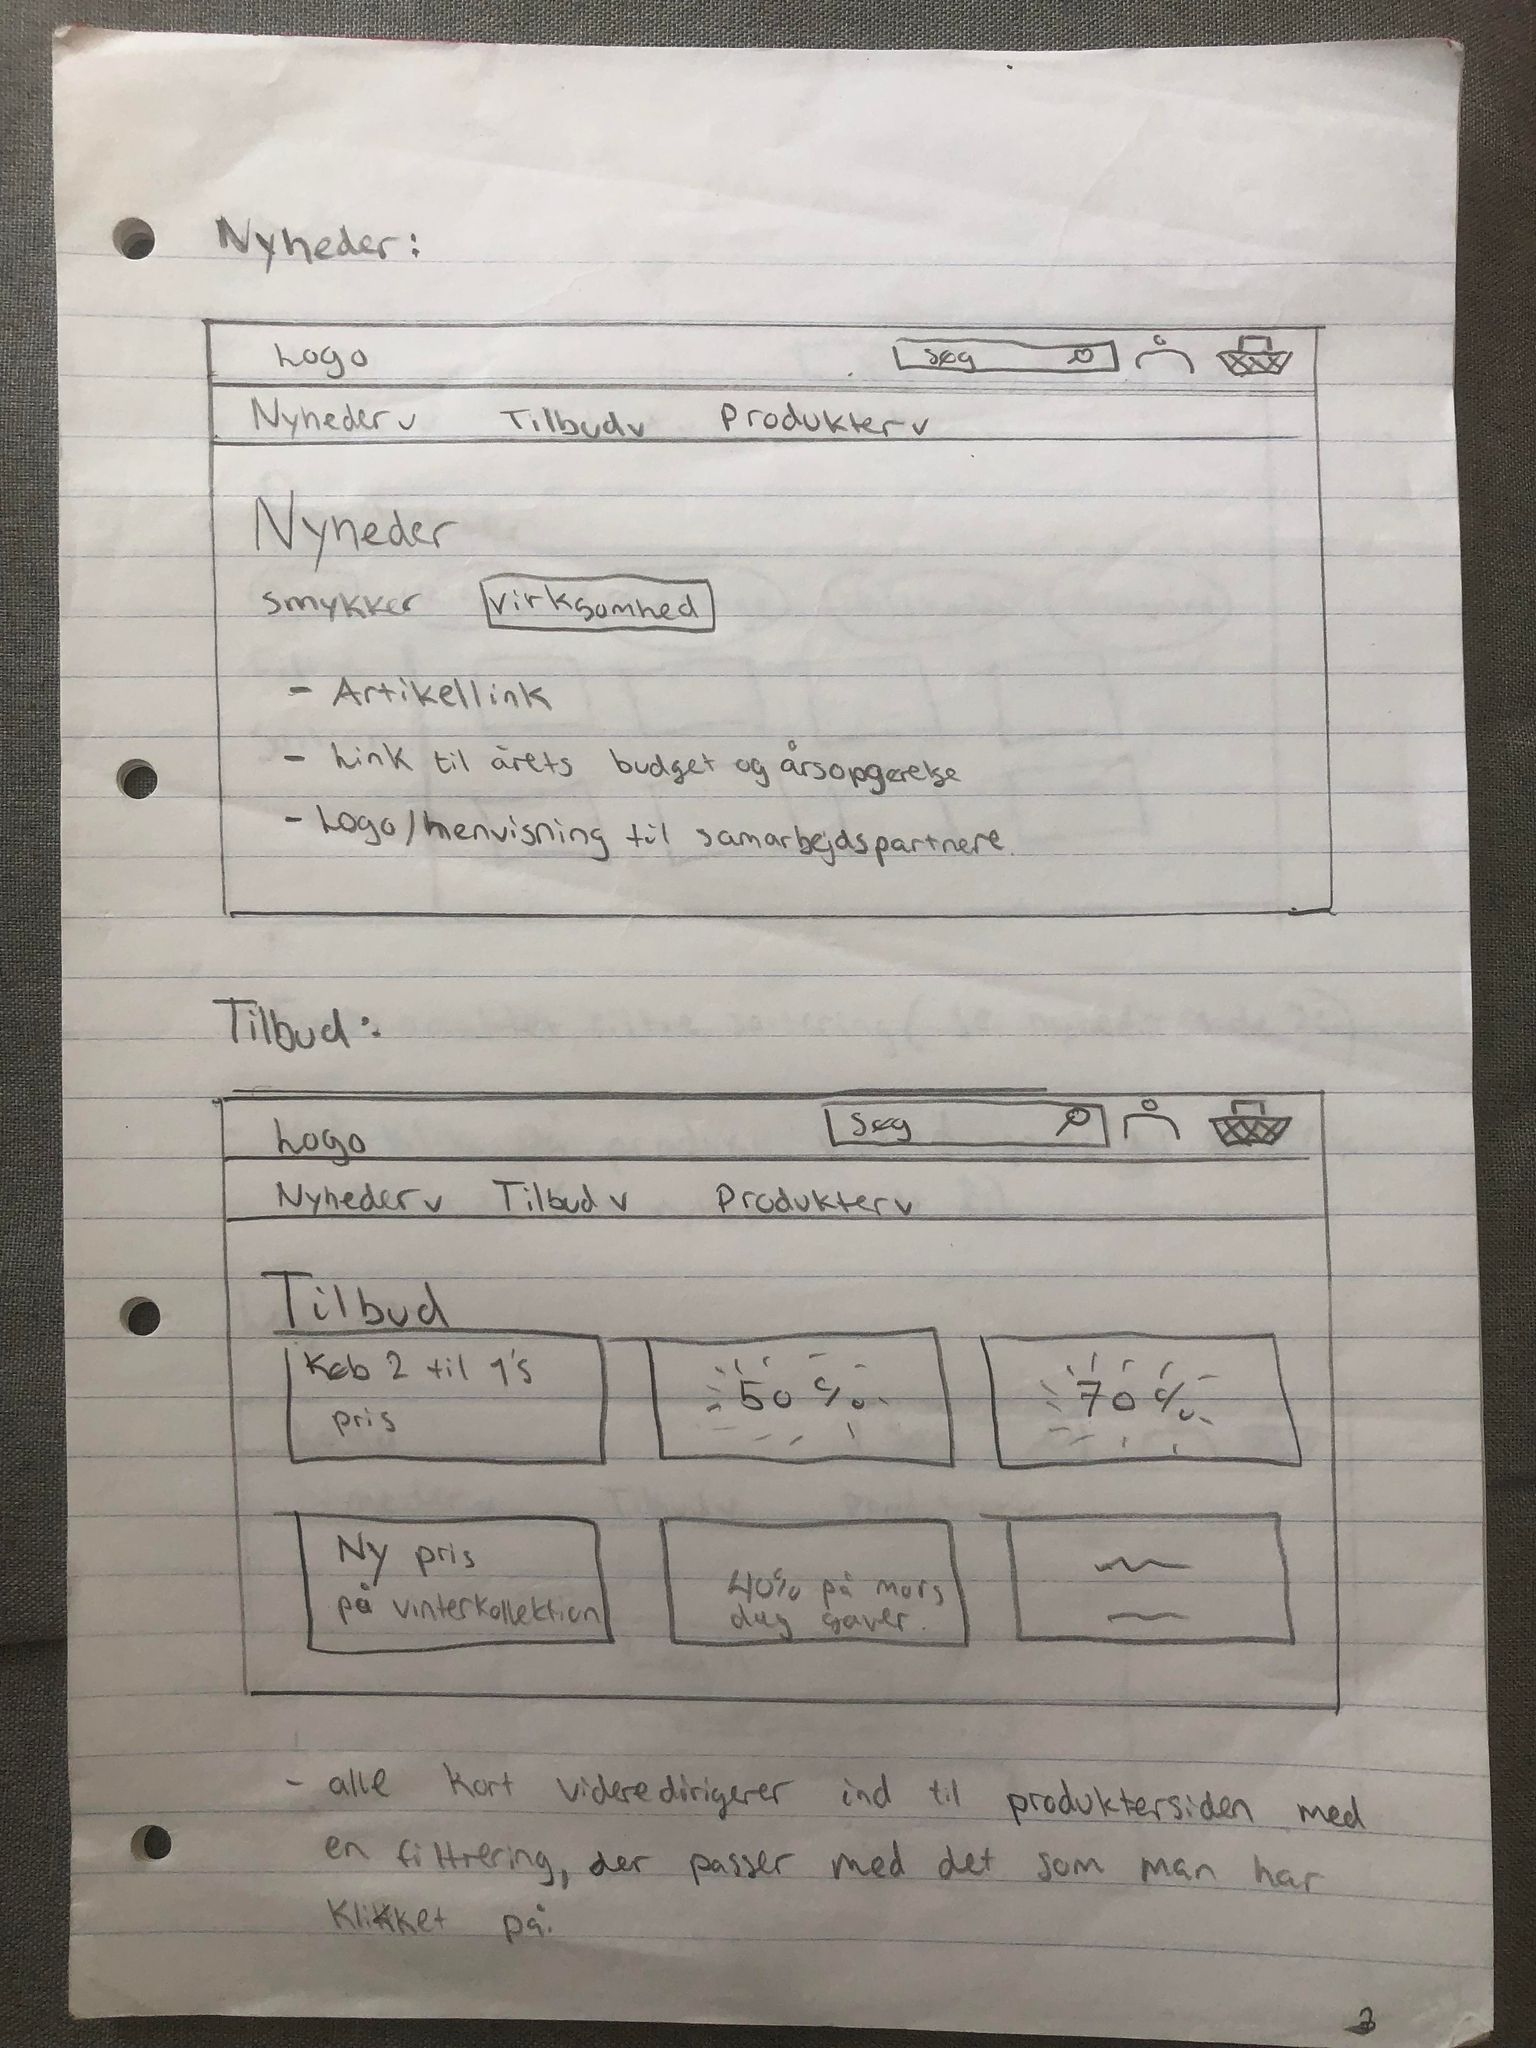 Nyheder:
Logo Søg
Nyheder v Tilbud v Produkter v
Nyheder
smykker virksomhed
- Artikellink
- Link til årets budget og årsopgørelse
- Logo/henvisning til samarbejdspartnere.
Tilbud:
Logo Søg
Nyheder v Tilbud v Produkter v
Tilbud
Køb 2 til 1's
pris
50%
70%
Ny pris
på vinterkollektion
40% på mors
dag gaver.
- alle kort videredirigerer ind til produktersiden med
en filtrering, der passer med det som man har
klikket på.